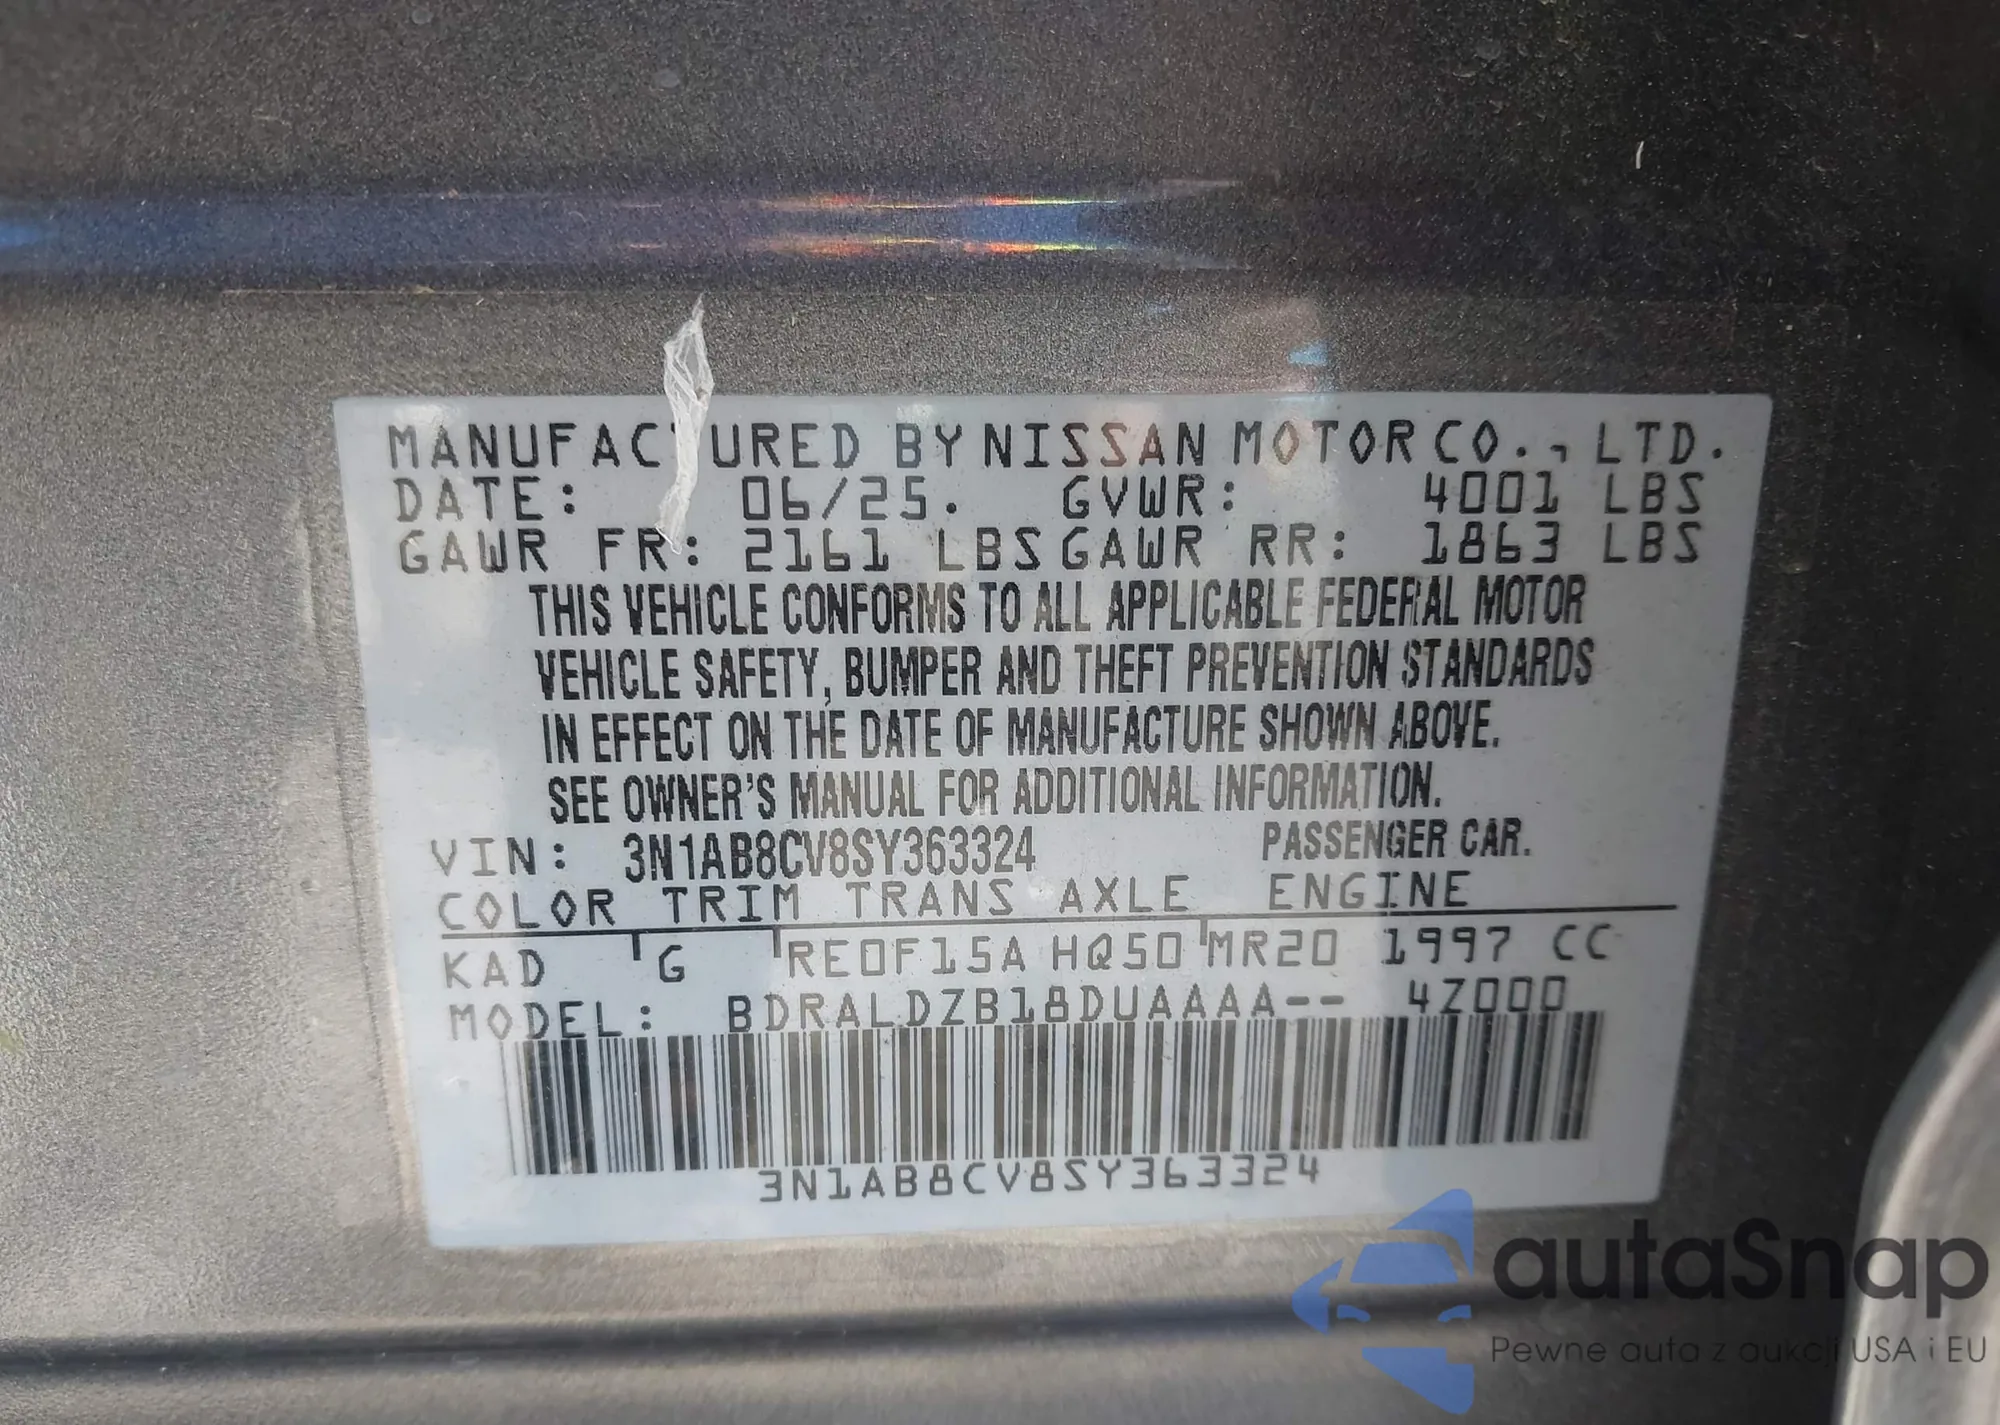 MANUFACTURED BY NISSAN MOTOR CO., LTD.
DATE: 06/25. GVWR: 4001 LBS
GAWR FR: 2161 LBS GAWR RR: 1863 LBS
THIS VEHICLE CONFORMS TO ALL APPLICABLE FEDERAL MOTOR
VEHICLE SAFETY, BUMPER AND THEFT PREVENTION STANDARDS
IN EFFECT ON THE DATE OF MANUFACTURE SHOWN ABOVE.
SEE OWNER'S MANUAL FOR ADDITIONAL INFORMATION.
VIN: 3N1AB8CV8SY363324 PASSENGER CAR.
COLOR TRIM TRANS AXLE ENGINE
KAD G RE0F15A HQ50 MR20 1997 CC
MODEL: BDRALDZB18DUAAAA-- 4Z000
3N1AB8CV8SY363324
autaSnap
Pewne auta z aukcji USA i EU